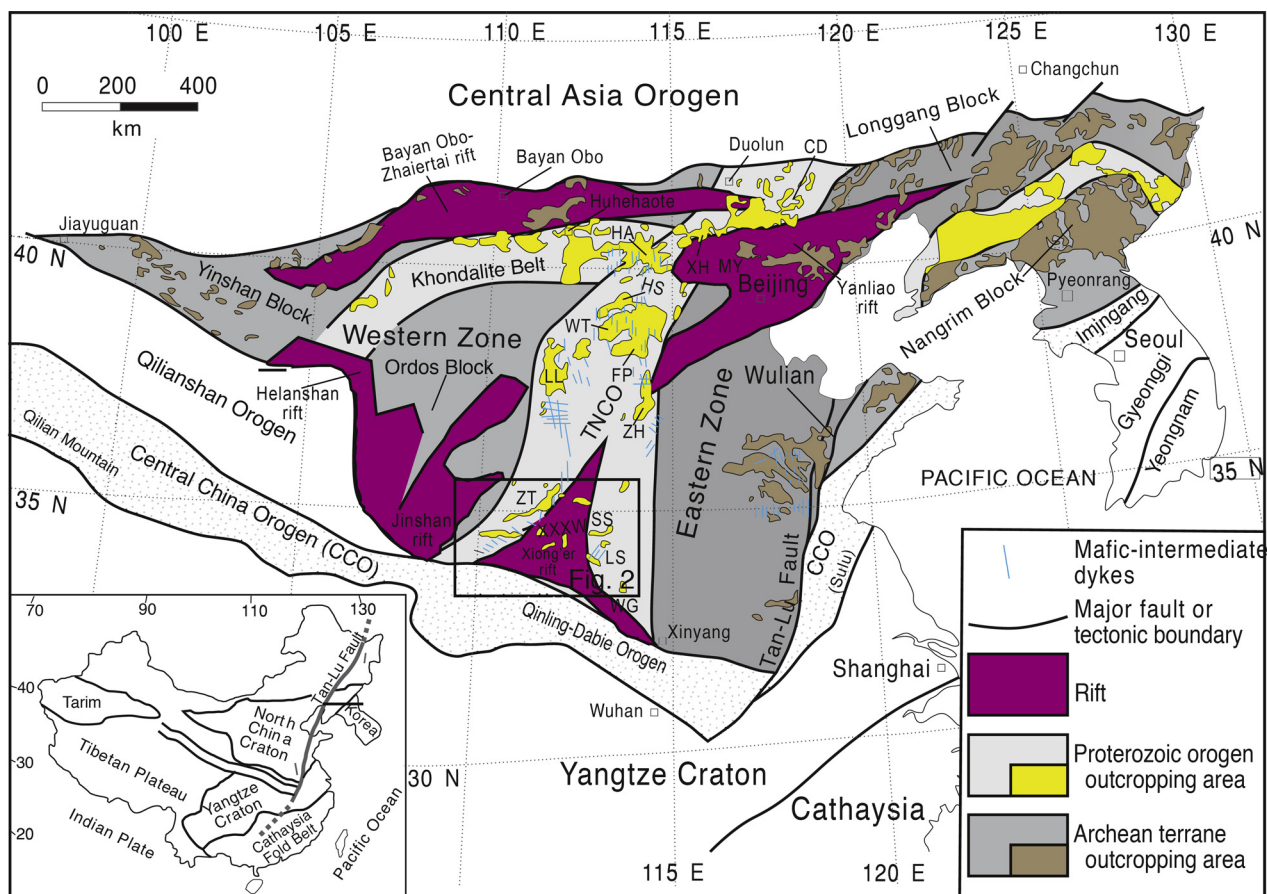 100 E
105 E
110 E
115 E
120 E
125 E
130 E
0 200 400
km
Central Asia Orogen
Changchun
Longgang Block
Duolun
CD
Bayan Obo-
Zhaiertai rift
Bayan Obo
Huhehaote
Jiayuguan
40 N
40 N
HA
Khondalite Belt
XH
MY
Beijing
Yanliao
rift
Yinshan Block
HS
Western Zone
Ordos Block
WT
Nangrim Block
Pyeonrang
Imjingang
Seoul
Gyeonggi
Yeongnam
Qilianshan Orogen
Helanshan
rift
LL
FP
TNCO
ZH
Wulian
Eastern Zone
Qilian Mountain
Central China Orogen (CCO)
PACIFIC OCEAN
35 N
35 N
ZT
Jinshan
rift
XXXW
SS
Xiong'er
rift
LS
Fig. 2
WG
Tan-Lu Fault
CCO
(Sulu)
Qinling-Dabie Orogen
Xinyang
Shanghai
Wuhan
30 N
Yangtze Craton
Cathaysia
115 E
120 E
Mafic-intermediate
dykes
Major fault or
tectonic boundary
Rift
Proterozoic orogen
outcropping area
Archean terrane
outcropping area
70
90
110
130
40
30
20
Tan-Lu Fault
Tarim
North
China
Craton
Korea
Tibetan Plateau
Yangtze
Craton
Cathaysia
Fold Belt
Indian Plate
Pacific Ocean